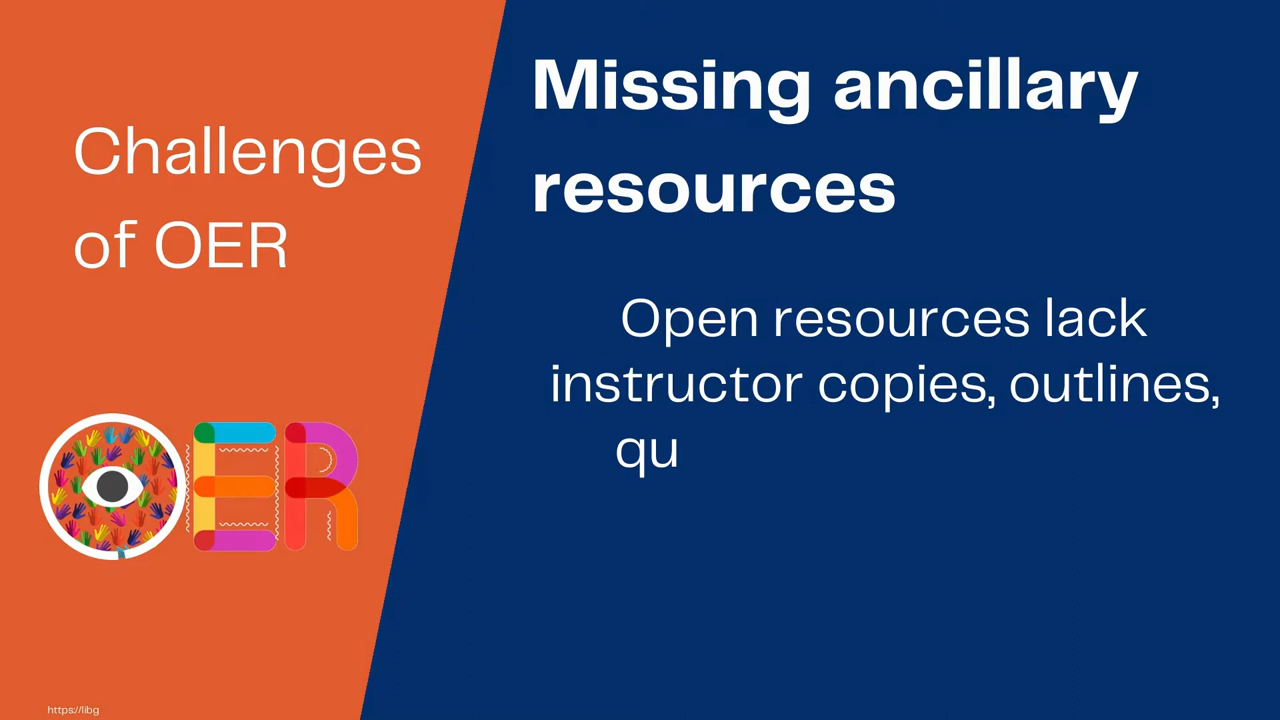 Challenges
of OER
Missing ancillary
resources
Open resources lack
instructor copies, outlines,
qu
OER
https://libg